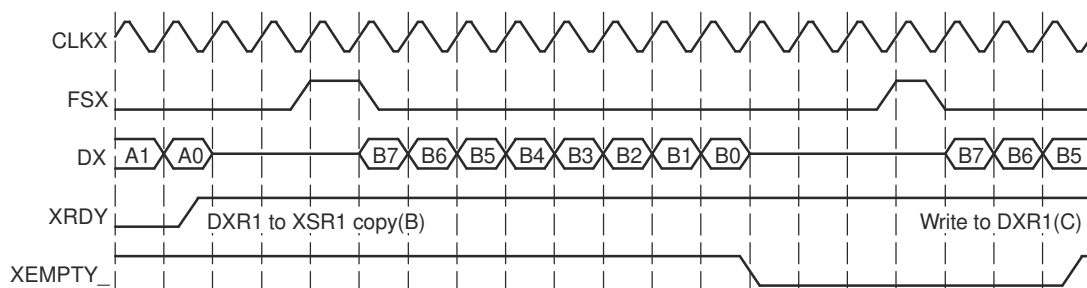 CLKX
FSX
DX A1 A0 B7 B6 B5 B4 B3 B2 B1 B0 B7 B6 B5
XRDY DXR1 to XSR1 copy(B) Write to DXR1(C)
XEMPTY_